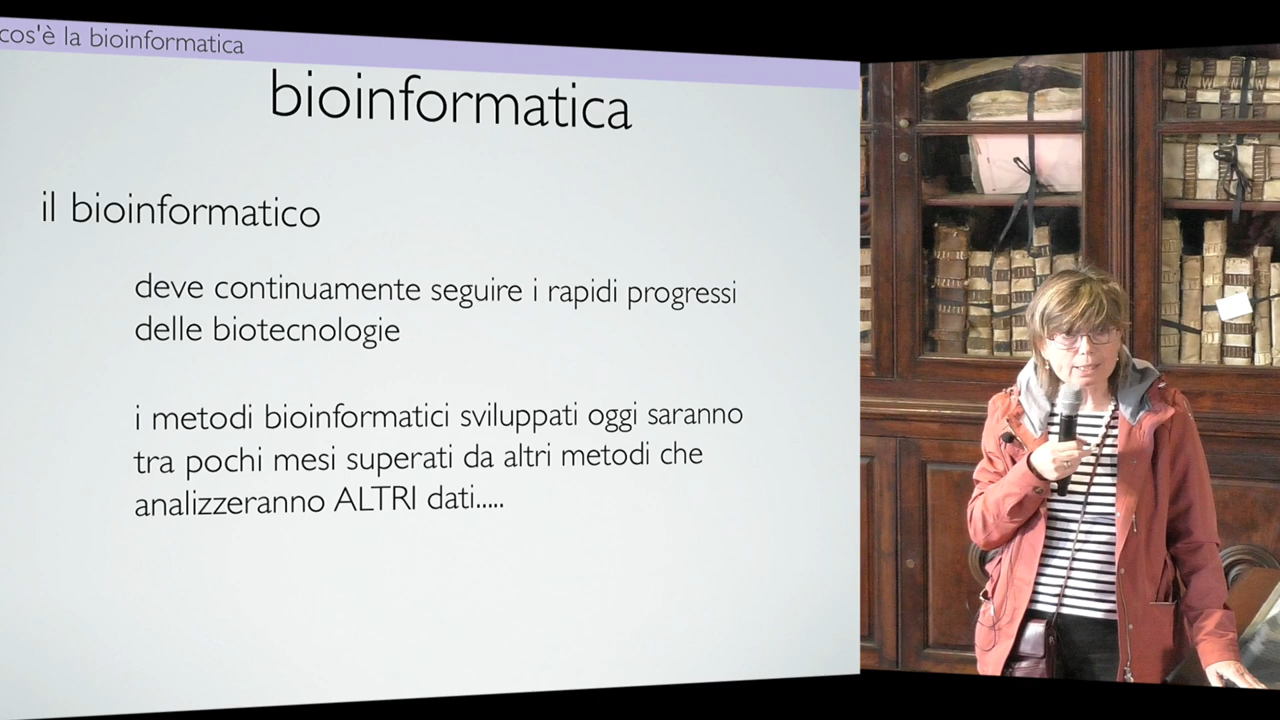 cos'è la bioinformatica
bioinformatica
il bioinformatico
deve continuamente seguire i rapidi progressi
delle biotecnologie
i metodi bioinformatici sviluppati oggi saranno
tra pochi mesi superati da altri metodi che
analizzeranno ALTRI dati.....